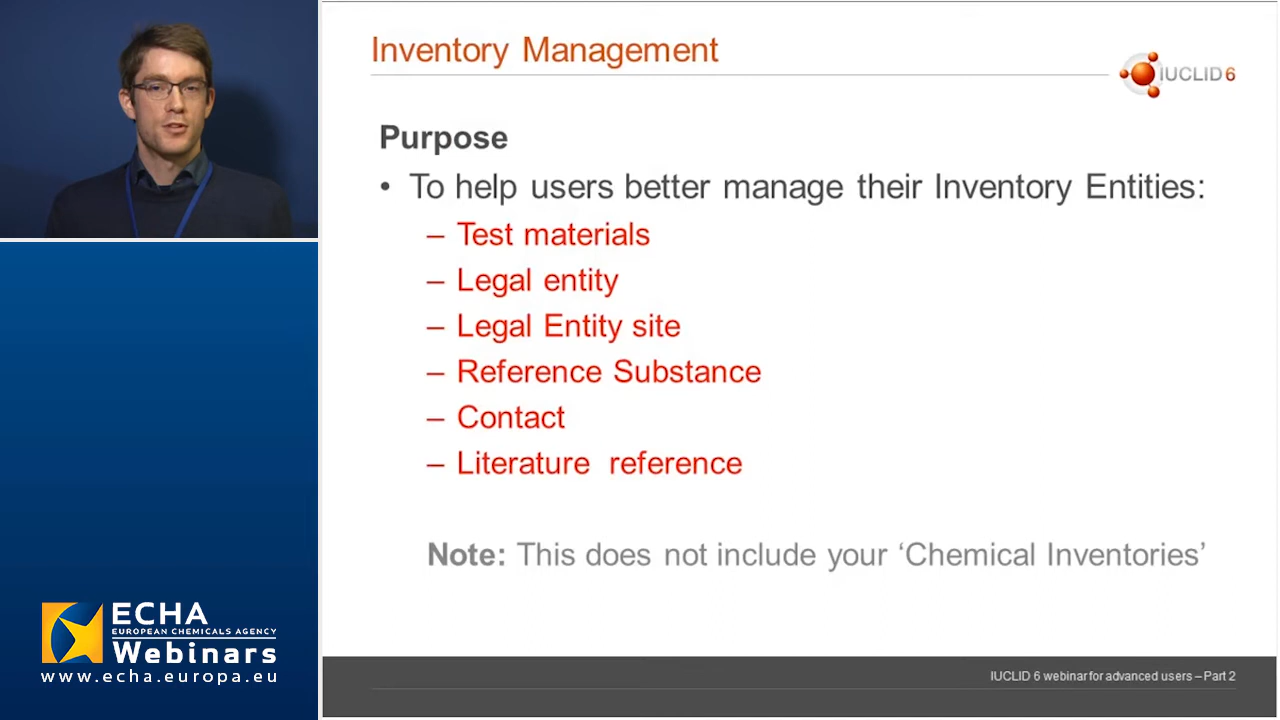 Inventory Management
IUCLID 6
Purpose
• To help users better manage their Inventory Entities:
– Test materials
– Legal entity
– Legal Entity site
– Reference Substance
– Contact
– Literature reference
Note: This does not include your ‘Chemical Inventories’
ECHA
EUROPEAN CHEMICALS AGENCY
Webinars
www.echa.europa.eu
IUCLID 6 webinar for advanced users – Part 2